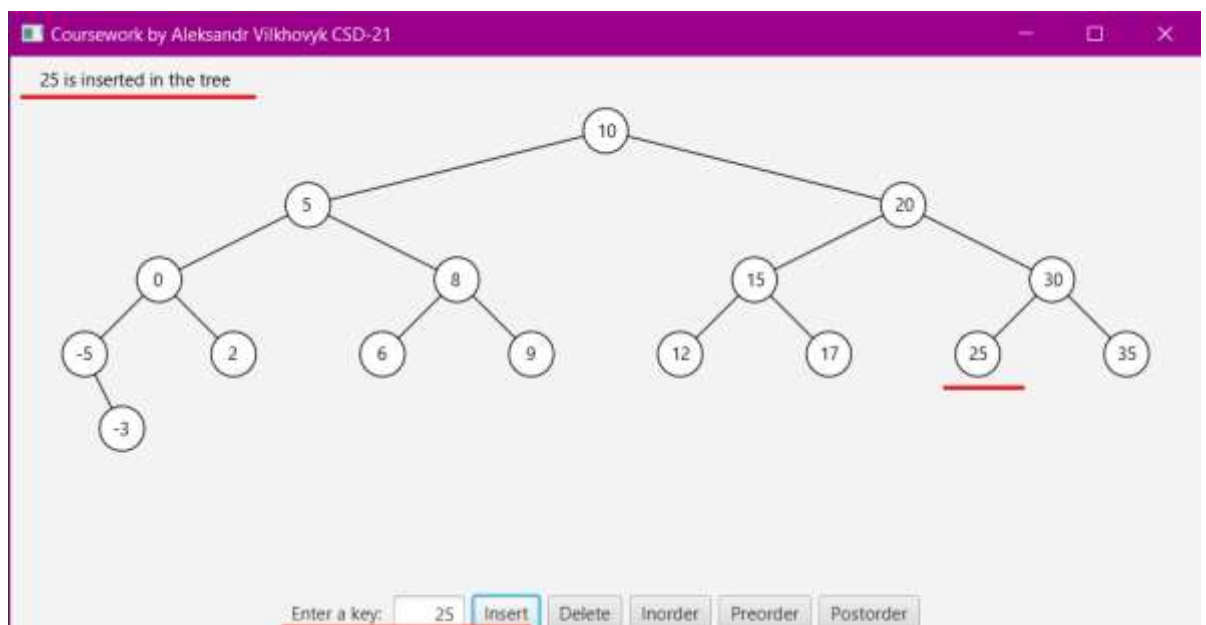 Coursework by Aleksandr Vilkhovyk CSD-21
25 is inserted in the tree
10
5 20
0 8 15 30
-5 2 6 9 12 17 25 35
-3
Enter a key: 25 Insert Delete Inorder Preorder Postorder